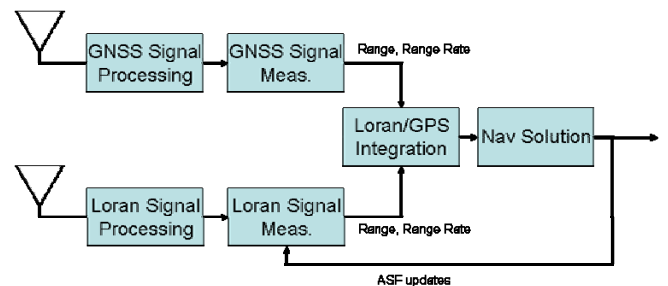 GNSS Signal
Processing
GNSS Signal
Meas.
Range, Range Rate
Loran/GPS
Integration
Nav Solution
Loran Signal
Processing
Loran Signal
Meas.
Range, Range Rate
ASF updates